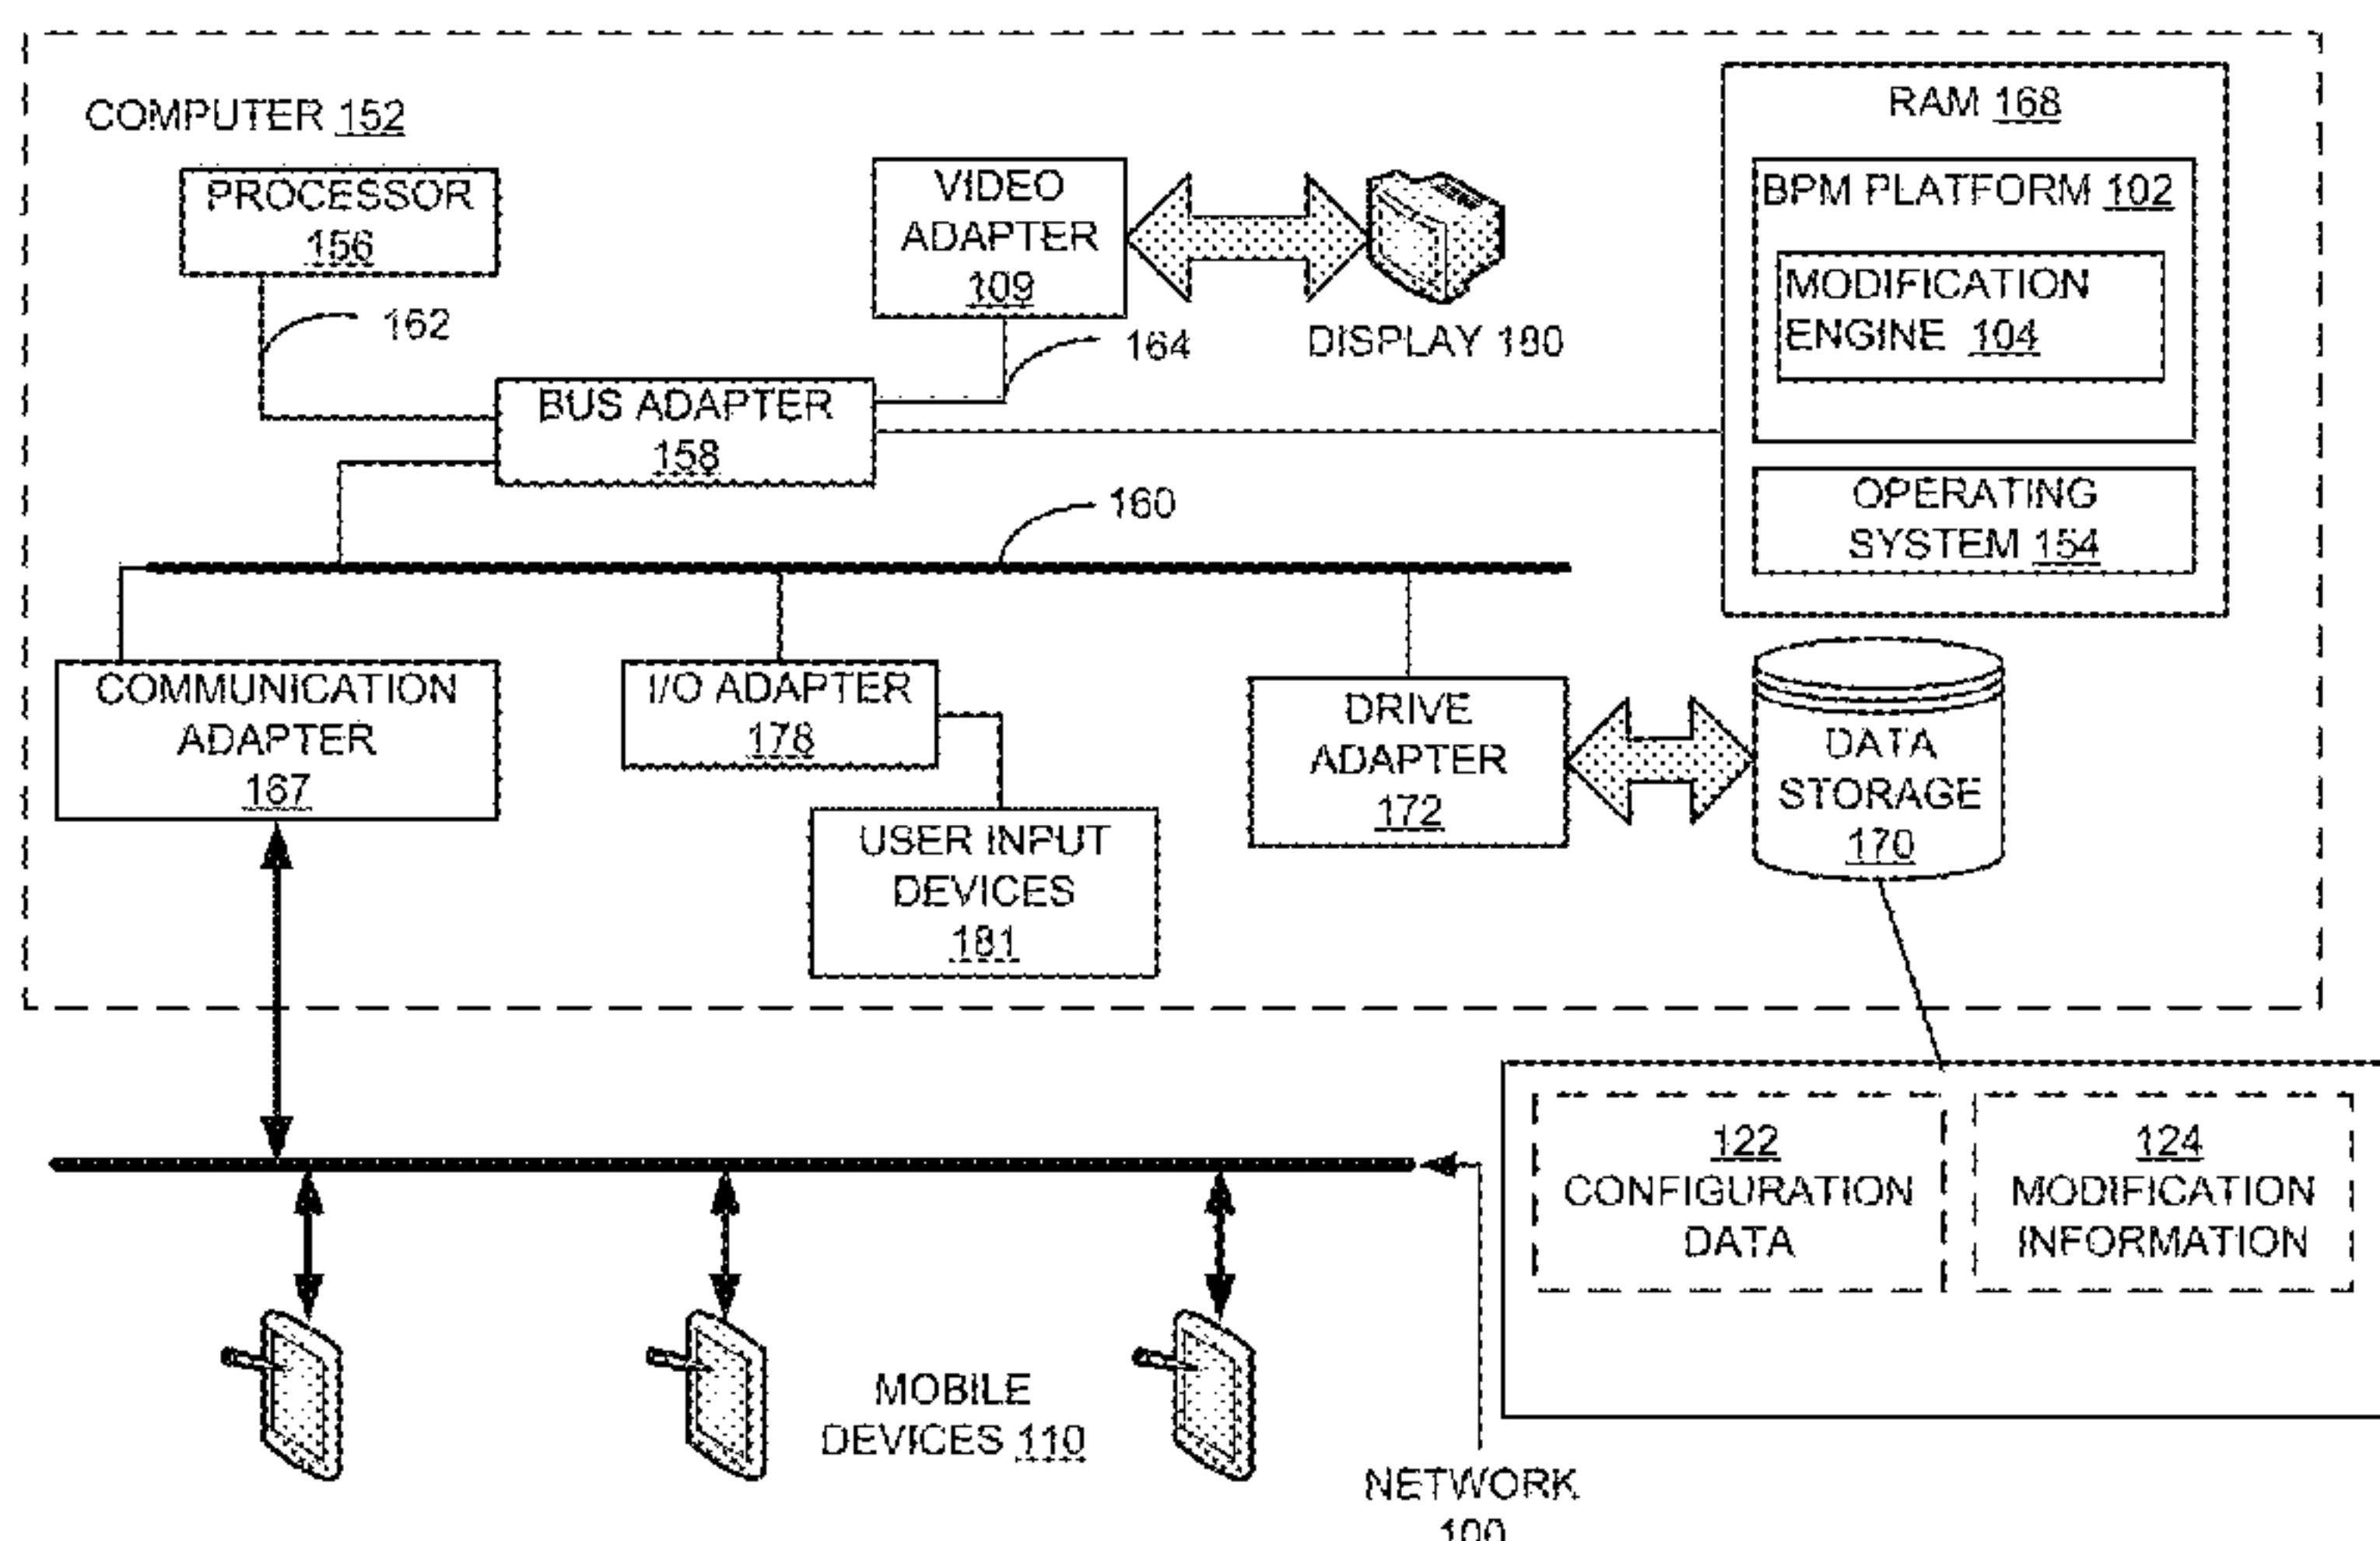 COMPUTER 152
PROCESSOR
156
162
VIDEO
ADAPTER
109
164
DISPLAY 180
RAM 168
BPM PLATFORM 102
MODIFICATION
ENGINE 104
OPERATING
SYSTEM 154
BUS ADAPTER
158
160
COMMUNICATION
ADAPTER
167
I/O ADAPTER
178
USER INPUT
DEVICES
181
DRIVE
ADAPTER
172
DATA
STORAGE
170
122
CONFIGURATION
DATA
124
MODIFICATION
INFORMATION
MOBILE
DEVICES 110
NETWORK
100